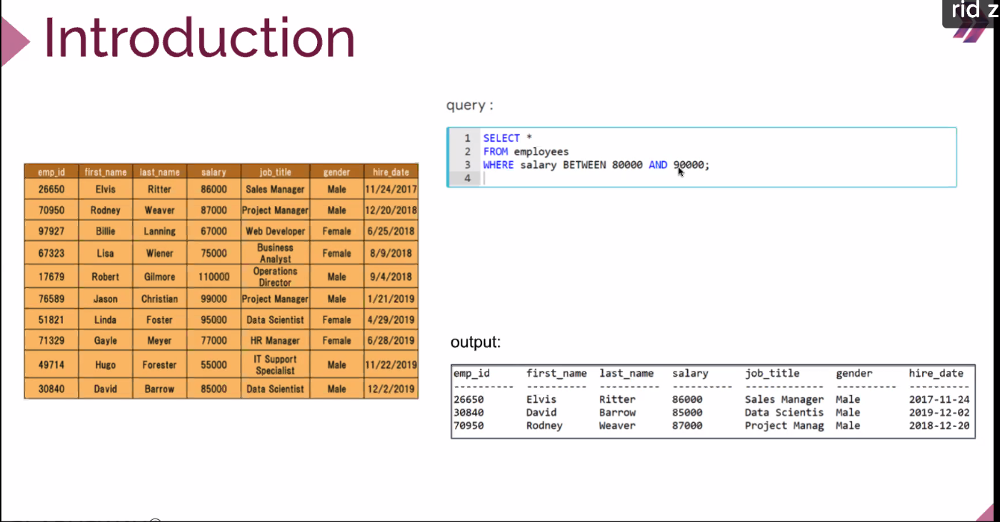 rid z
Introduction
query :
1 SELECT *
2 FROM employees
3 WHERE salary BETWEEN 80000 AND 90000;
4
emp_id first_name last_name salary job_title gender hire_date
26650 Elvis Ritter 86000 Sales Manager Male 11/24/2017
70950 Rodney Weaver 87000 Project Manager Male 12/20/2018
97927 Billie Lanning 67000 Web Developer Female 6/25/2018
67323 Lisa Wiener 75000 Business Analyst Female 8/9/2018
17679 Robert Gilmore 110000 Operations Director Male 9/4/2018
76589 Jason Christian 99000 Project Manager Male 1/21/2019
51821 Linda Foster 95000 Data Scientist Female 4/29/2019
71329 Gayle Meyer 77000 HR Manager Female 6/28/2019
49714 Hugo Forester 55000 IT Support Specialist Male 11/22/2019
30840 David Barrow 85000 Data Scientist Male 12/2/2019
output:
emp_id first_name last_name salary job_title gender hire_date
---------- ---------- ---------- ---------- ------------- ---------- ----------
26650 Elvis Ritter 86000 Sales Manager Male 2017-11-24
30840 David Barrow 85000 Data Scientis Male 2019-12-02
70950 Rodney Weaver 87000 Project Manag Male 2018-12-20